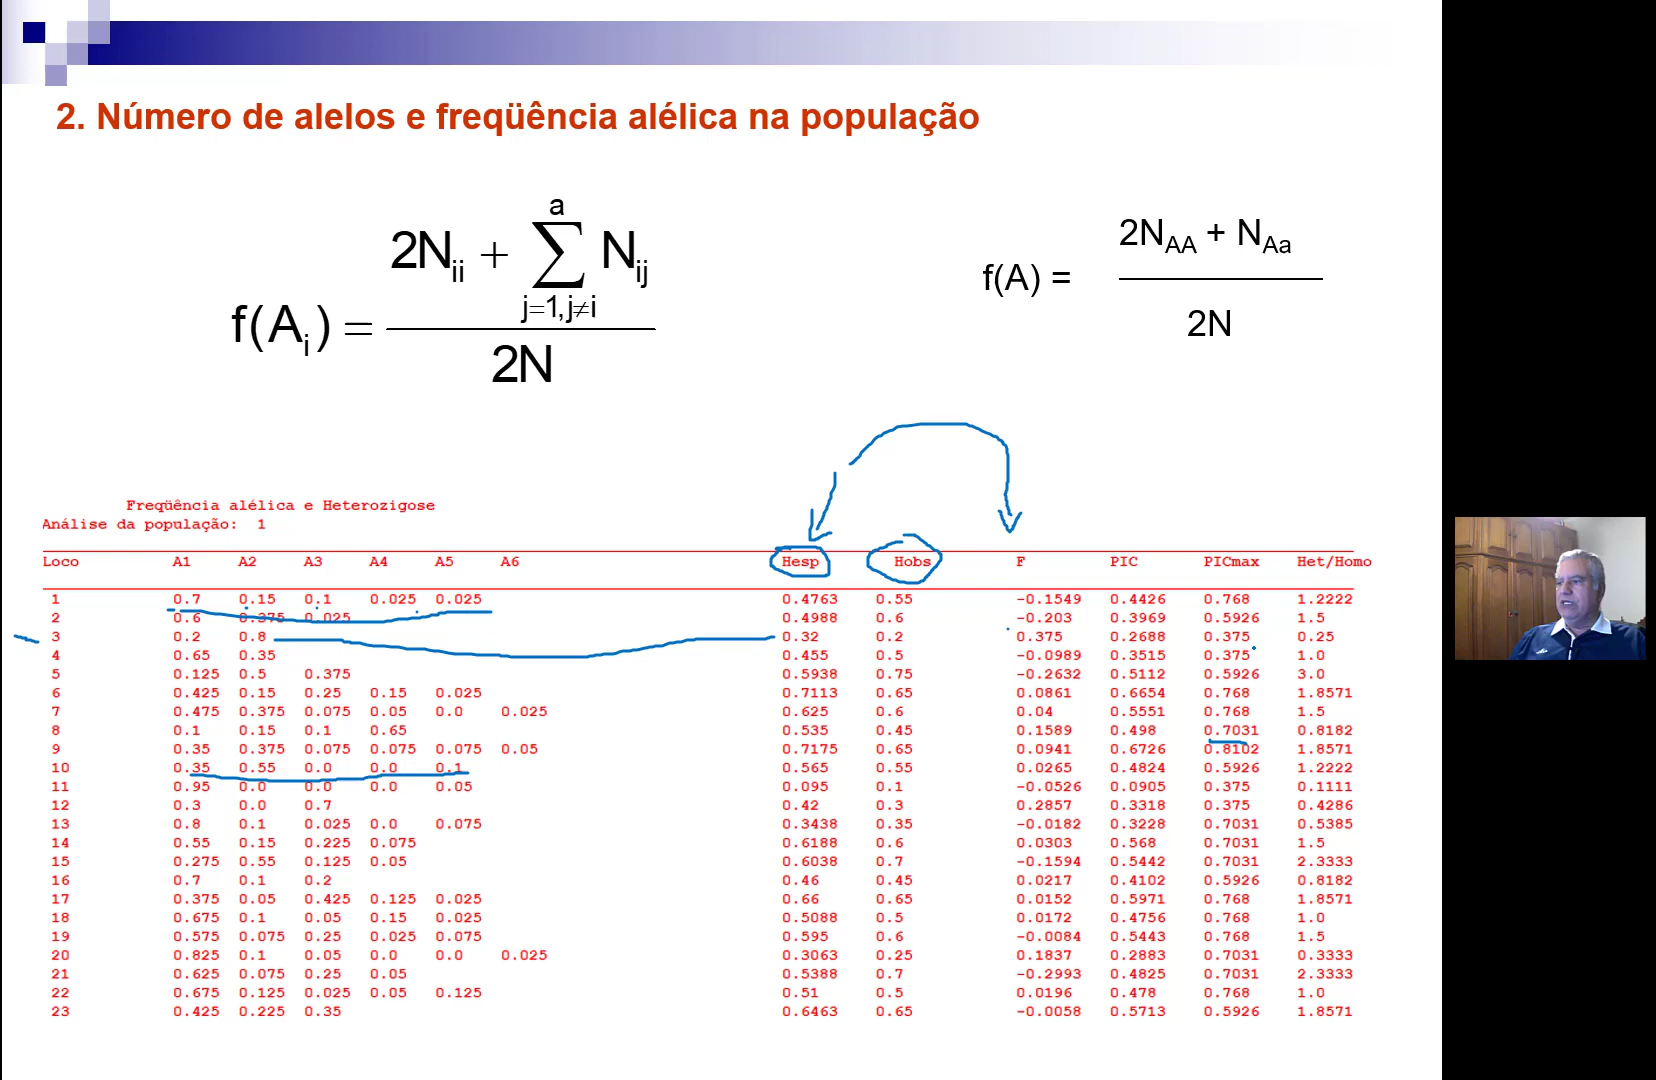 2. Número de alelos e freqüência alélica na população
f(Ai) = 2Nii + ∑ a j=1,j≠i Nij / 2N
f(A) = 2NAA + NAa / 2N
Freqüência alélica e Heterozigose
Análise da população: 1
Loco A1 A2 A3 A4 A5 A6 Hesp Hobs F PIC PICmax Het/Homo
1 0.7 0.15 0.1 0.025 0.025 0.4763 0.55 -0.1549 0.4426 0.768 1.2222
2 0.6 0.375 0.025 0.4988 0.6 -0.203 0.3969 0.5926 1.5
3 0.2 0.8 0.32 0.2 0.375 0.2688 0.375 0.25
4 0.65 0.35 0.455 0.5 -0.0989 0.3515 0.375 1.0
5 0.125 0.5 0.375 0.5938 0.75 -0.2632 0.5112 0.5926 3.0
6 0.425 0.15 0.25 0.15 0.025 0.7113 0.65 0.0861 0.6654 0.768 1.8571
7 0.475 0.375 0.075 0.05 0.0 0.025 0.625 0.6 0.04 0.5551 0.768 1.5
8 0.1 0.15 0.1 0.65 0.535 0.45 0.1589 0.498 0.7031 0.8182
9 0.35 0.375 0.075 0.075 0.075 0.05 0.7175 0.65 0.0941 0.6726 0.8102 1.8571
10 0.35 0.55 0.0 0.0 0.1 0.565 0.55 0.0265 0.4824 0.5926 1.2222
11 0.95 0.0 0.0 0.0 0.05 0.095 0.1 -0.0526 0.0905 0.375 0.1111
12 0.3 0.0 0.7 0.42 0.3 0.2857 0.3318 0.375 0.4286
13 0.8 0.1 0.025 0.0 0.075 0.3438 0.35 -0.0182 0.3228 0.7031 0.5385
14 0.55 0.15 0.225 0.075 0.6188 0.6 0.0303 0.568 0.7031 1.5
15 0.275 0.55 0.125 0.05 0.6038 0.7 -0.1594 0.5442 0.7031 2.3333
16 0.7 0.1 0.2 0.46 0.45 0.0217 0.4102 0.5926 0.8182
17 0.375 0.05 0.425 0.125 0.025 0.66 0.65 0.0152 0.5971 0.768 1.8571
18 0.675 0.1 0.05 0.15 0.025 0.5088 0.5 0.0172 0.4756 0.768 1.0
19 0.575 0.075 0.25 0.025 0.075 0.595 0.6 -0.0084 0.5443 0.768 1.5
20 0.825 0.1 0.05 0.0 0.0 0.025 0.3063 0.25 0.1837 0.2883 0.7031 0.3333
21 0.625 0.075 0.25 0.05 0.5388 0.7 -0.2993 0.4825 0.7031 2.3333
22 0.675 0.125 0.025 0.05 0.125 0.51 0.5 0.0196 0.478 0.768 1.0
23 0.425 0.225 0.35 0.6463 0.65 -0.0058 0.5713 0.5926 1.8571